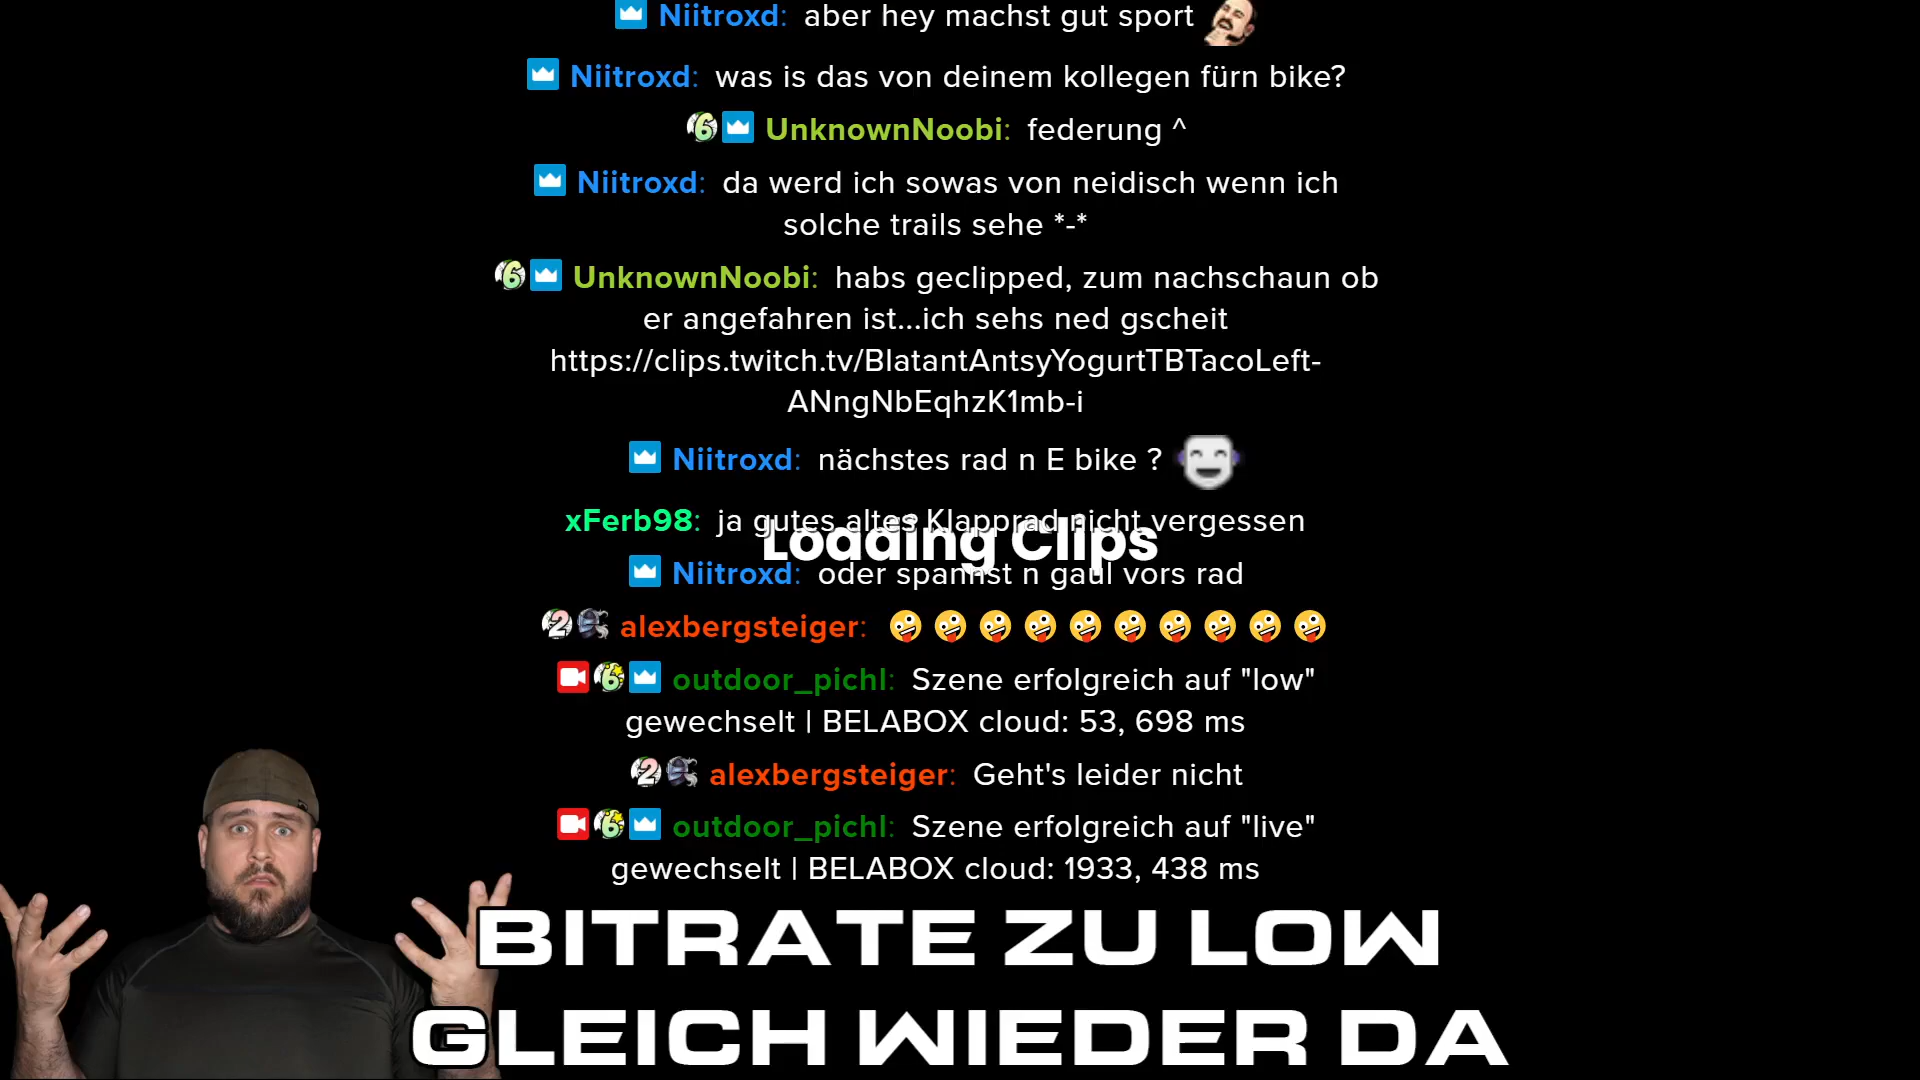 Niitroxd: aber hey machst gut sport
Niitroxd: was is das von deinem kollegen fürn bike?
UnknownNoobi: federung ^
Niitroxd: da werd ich sowas von neidisch wenn ich
solche trails sehe *-*
UnknownNoobi: habs geclipped, zum nachschaun ob
er angefahren ist...ich sehs ned gscheit
https://clips.twitch.tv/BlatantAntsyYogurtTBTacoLeft-
ANngNbEqhzK1mb-i
Niitroxd: nächstes rad n E bike ?
xFerb98: ja gutes altes Klapprad nicht vergessen
Loading Clips
Niitroxd: oder spannst n gaul vors rad
alexbergsteiger: 🤪 🤪 🤪 🤪 🤪 🤪 🤪 🤪 🤪 🤪
outdoor_pichl: Szene erfolgreich auf "low"
gewechselt | BELABOX cloud: 53, 698 ms
alexbergsteiger: Geht's leider nicht
outdoor_pichl: Szene erfolgreich auf "live"
gewechselt | BELABOX cloud: 1933, 438 ms
BITRATE ZU LOW
GLEICH WIEDER DA